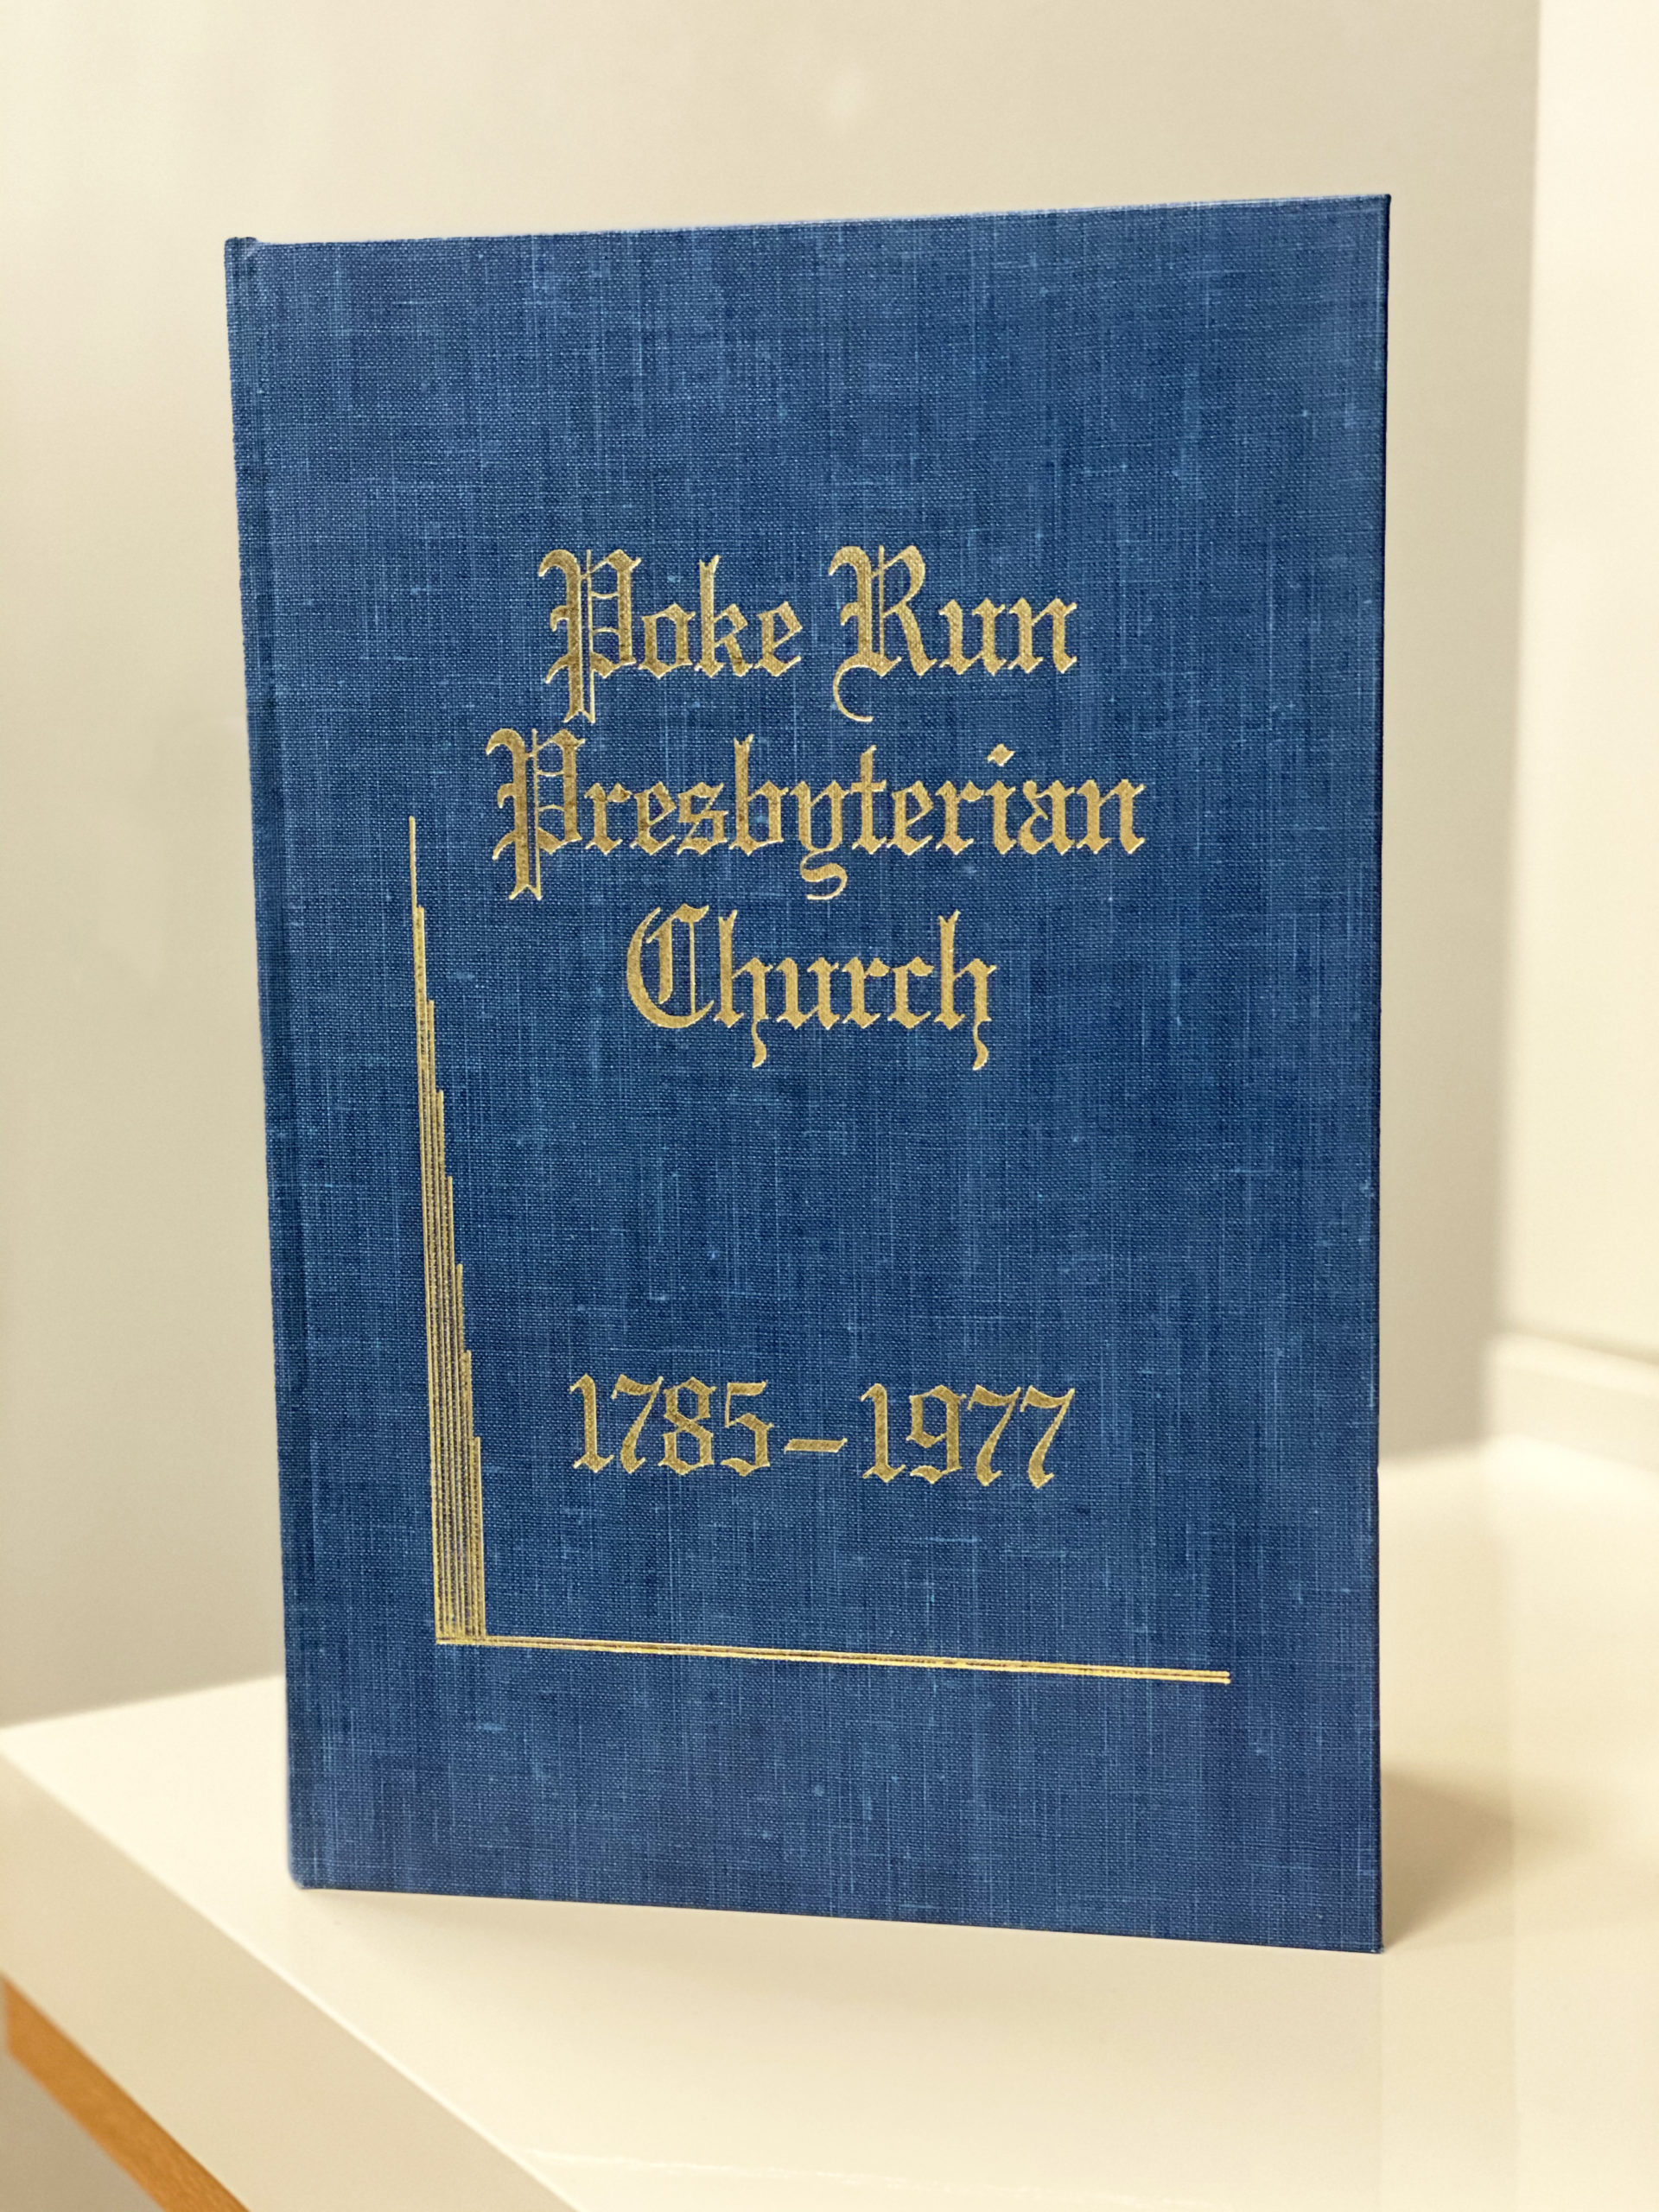 Poke Run
Presbyterian
Church
1785-1977